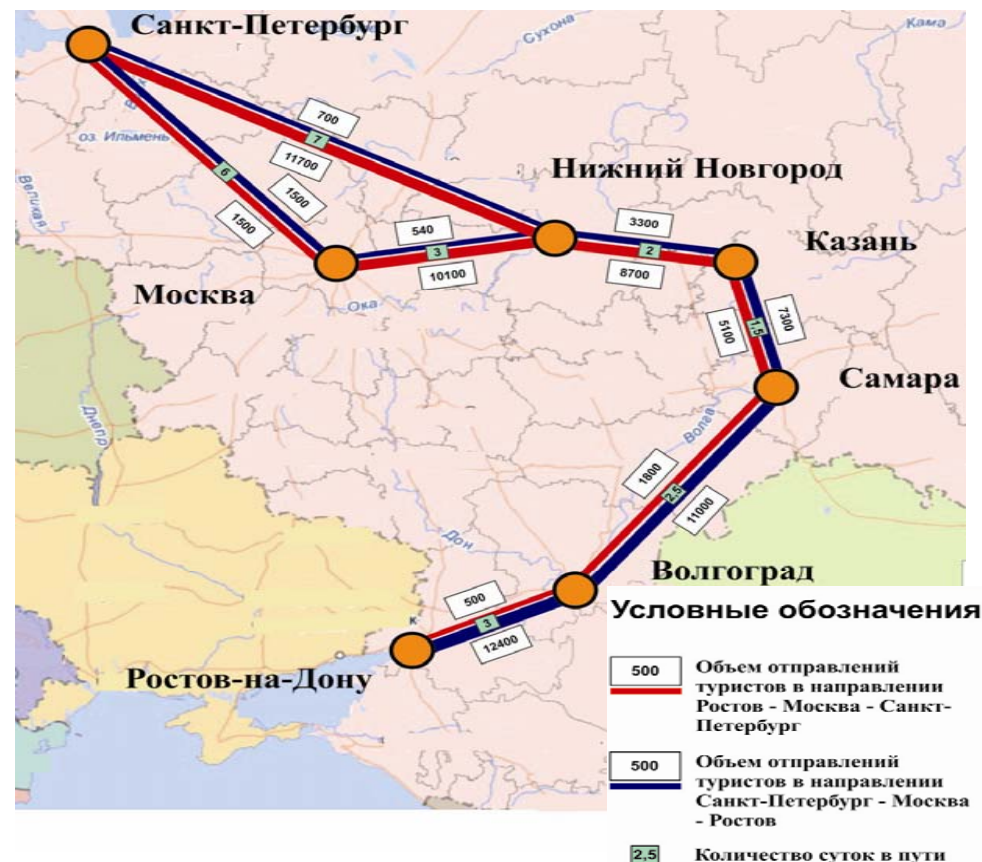 Санкт-Петербург
Сухона
Кама
700
оз. Ильмень
7
11700
6
1500
Нижний Новгород
Великая
1500
540
3300
Казань
3
2
10100
8700
Москва
Ока
5100
1,5
7300
Самара
Днепр
Волга
1800
2,5
11000
Дон
Волгоград
500
3
12400
к
Ростов-на-Дону
Условные обозначения
500
Объем отправлений
туристов в направлении
Ростов - Москва - Санкт-
Петербург
500
Объем отправлений
туристов в направлении
Санкт-Петербург - Москва
- Ростов
2,5
Количество суток в пути